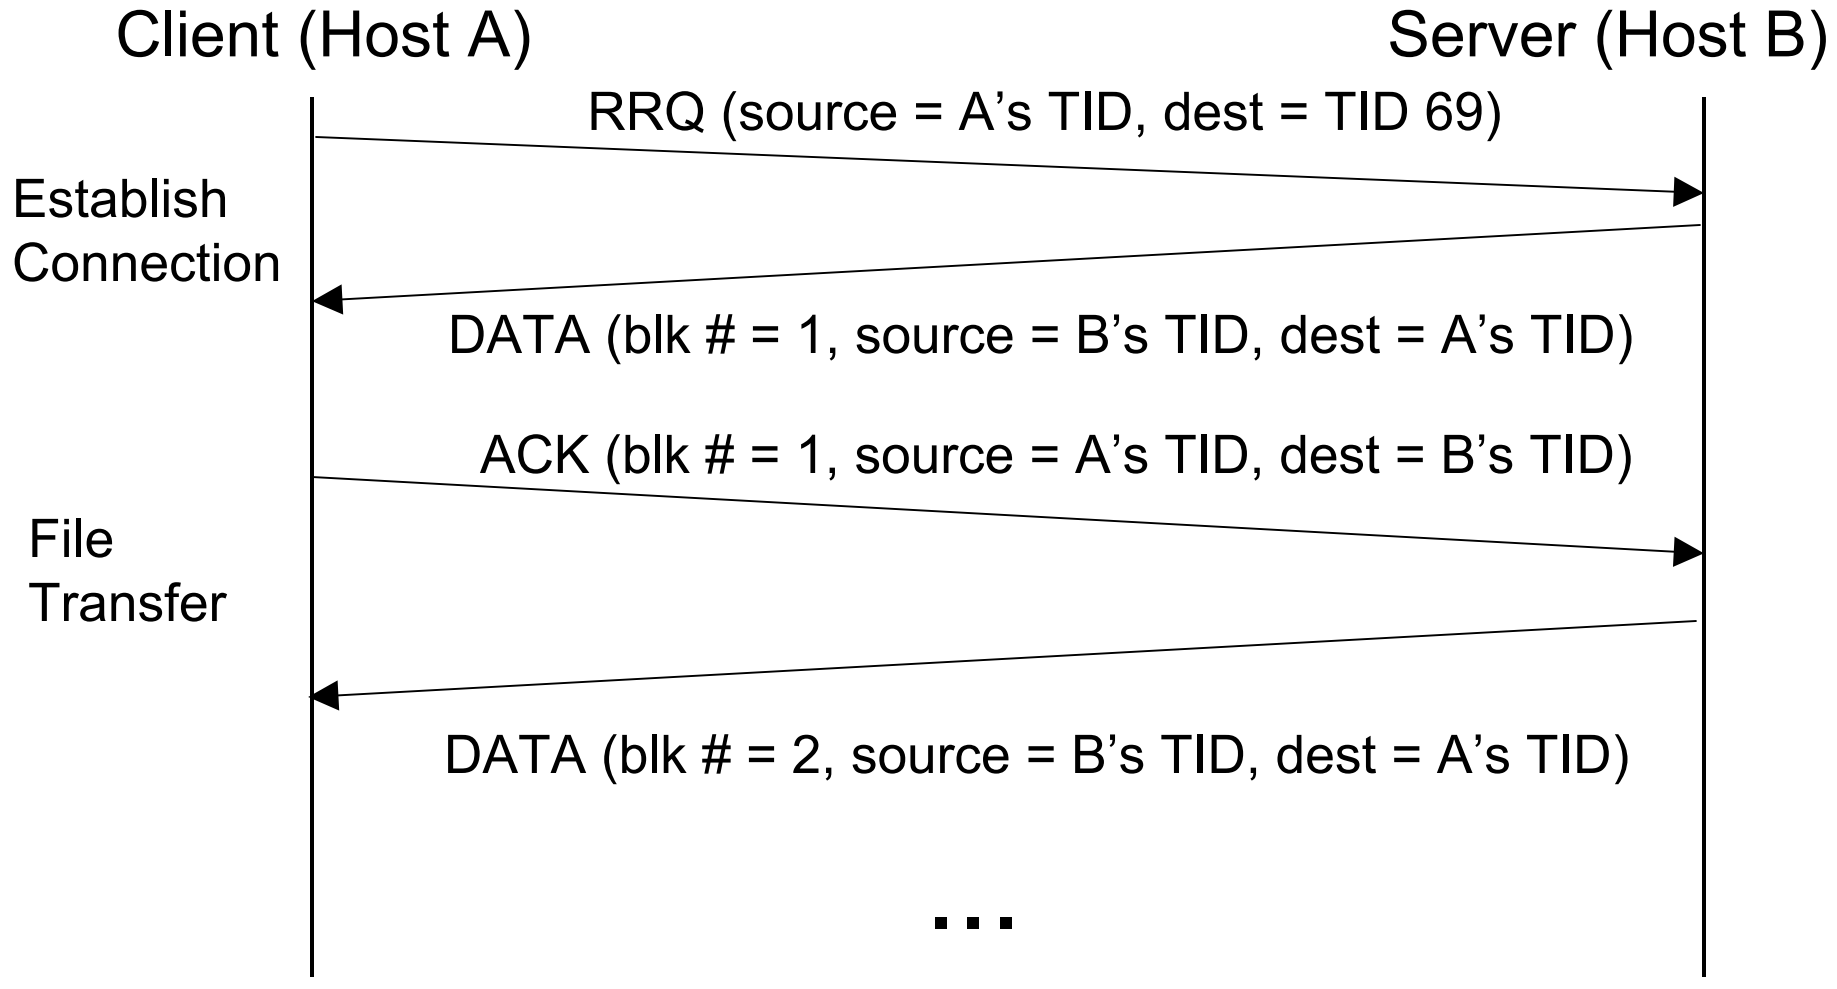 Client (Host A)
Server (Host B)
RRQ (source = A’s TID, dest = TID 69)
Establish
Connection
DATA (blk # = 1, source = B’s TID, dest = A’s TID)
ACK (blk # = 1, source = A’s TID, dest = B’s TID)
File
Transfer
DATA (blk # = 2, source = B’s TID, dest = A’s TID)
...